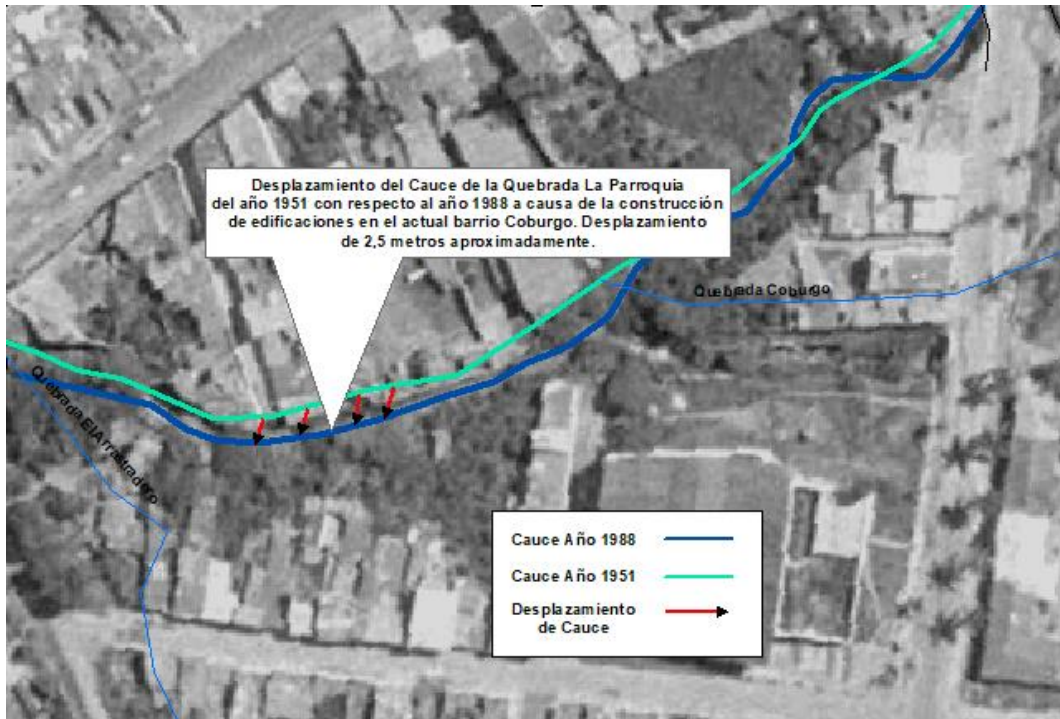 Desplazamiento del Cauce de la Quebrada La Parroquia
del año 1951 con respecto al año 1988 a causa de la construcción
de edificaciones en el actual barrio Coburgo. Desplazamiento
de 2,5 metros aproximadamente.
Quebrada Coburgo
Quebrada El Arrastradero
Cauce Año 1988
Cauce Año 1951
Desplazamiento
de Cauce